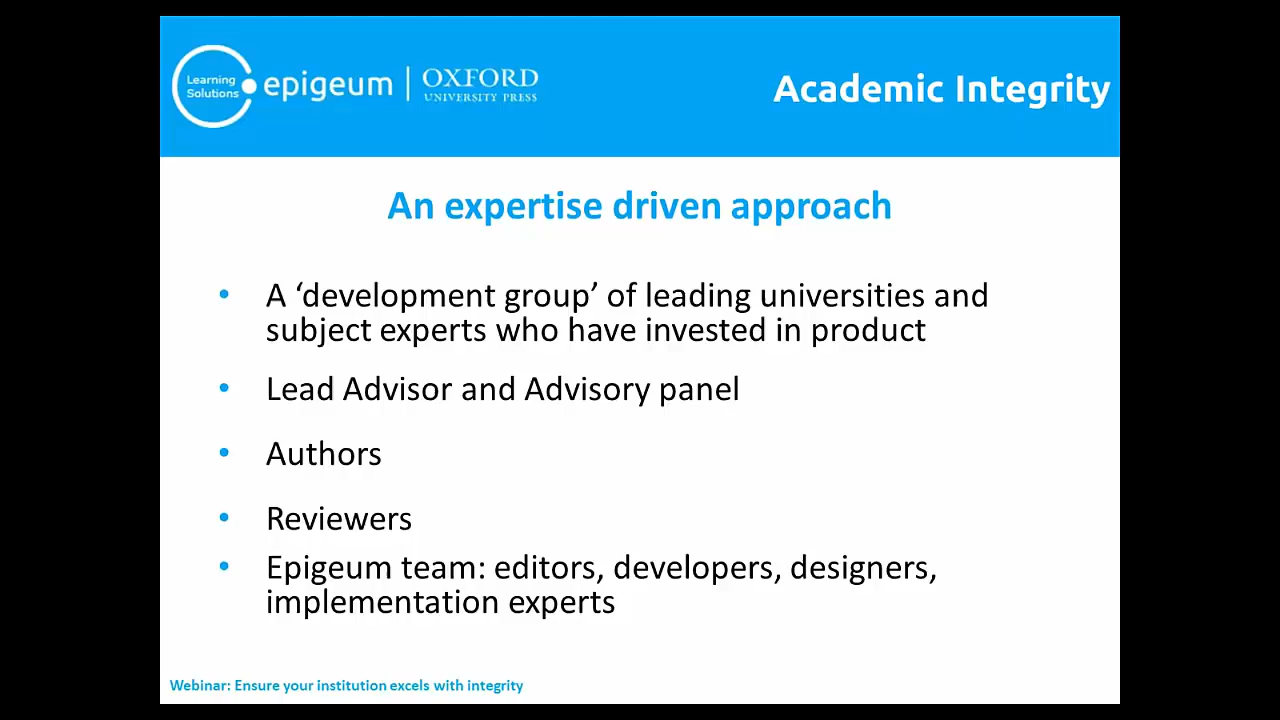 Learning
Solutions
epigeum
OXFORD
UNIVERSITY PRESS
Academic Integrity
An expertise driven approach
• A ‘development group’ of leading universities and
subject experts who have invested in product
• Lead Advisor and Advisory panel
• Authors
• Reviewers
• Epigeum team: editors, developers, designers,
implementation experts
Webinar: Ensure your institution excels with integrity